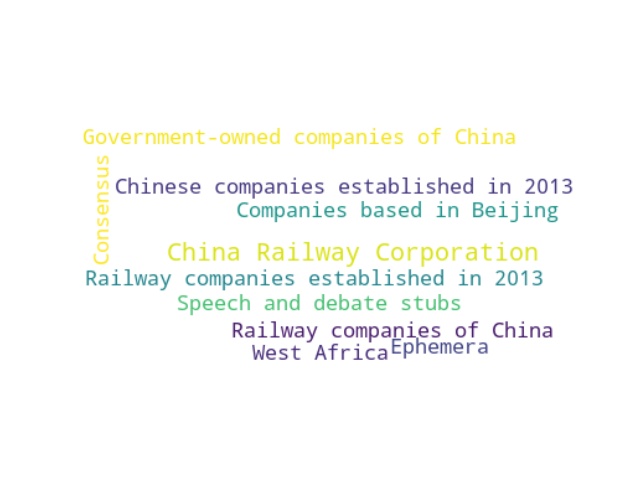 Government-owned companies of China
Consensus
Chinese companies established in 2013
Companies based in Beijing
China Railway Corporation
Railway companies established in 2013
Speech and debate stubs
Railway companies of China
West Africa
Ephemera